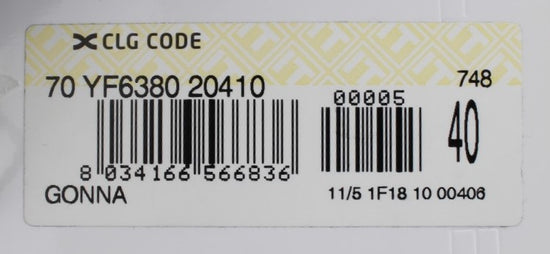 CLG CODE
70 YF6380 20410
748
00005
40
8 034166 566836
GONNA
11/5 1F18 10 00406